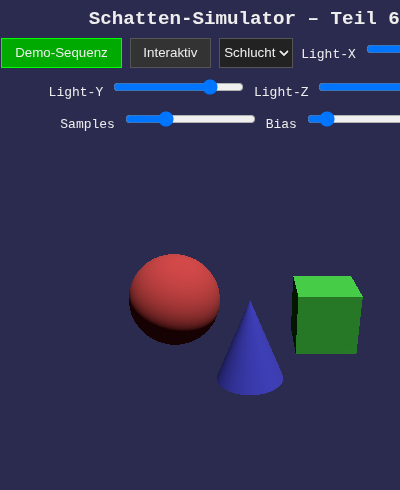 Schatten-Simulator – Teil 6
Demo-Sequenz Interaktiv Schlucht Light-X
Light-Y Light-Z
Samples Bias